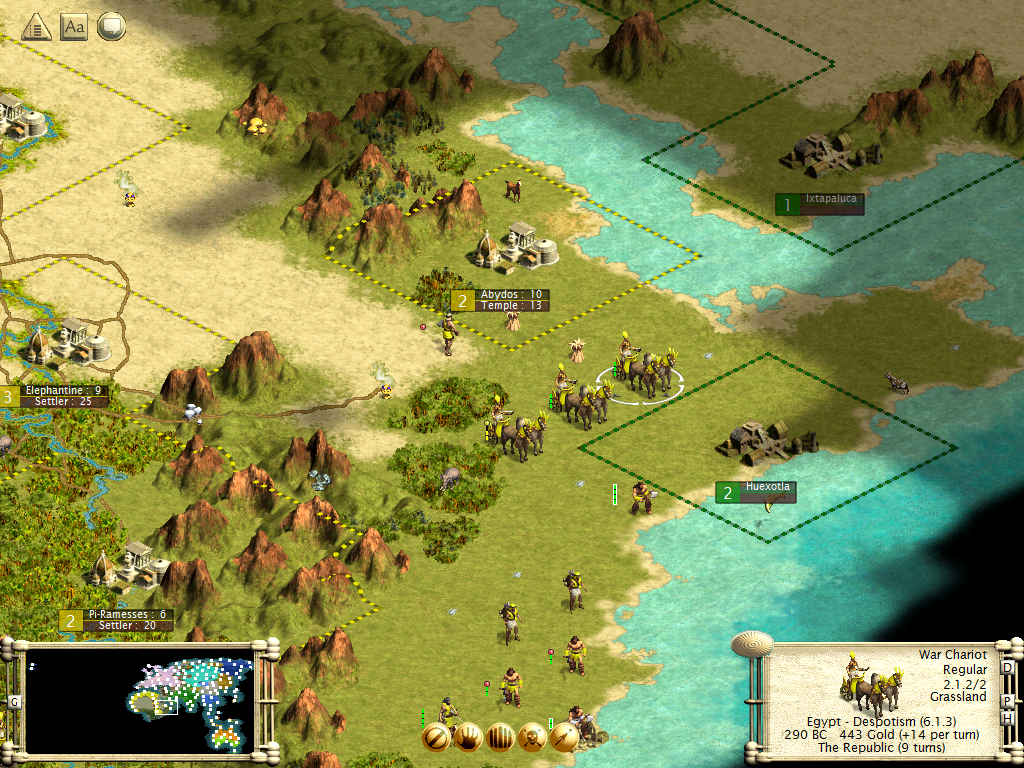 Aa
1 Ixtapaluca
2 Abydos : 10
Temple : 13
3 Elephantine : 9
Settler : 25
2 Huexotla
2 Pi-Ramesses : 6
Settler : 20
G
War Chariot
Regular
2.1.2/2
Grassland
Egypt - Despotism (6.1.3)
290 BC 443 Gold (+14 per turn)
The Republic (9 turns)
D
P
H